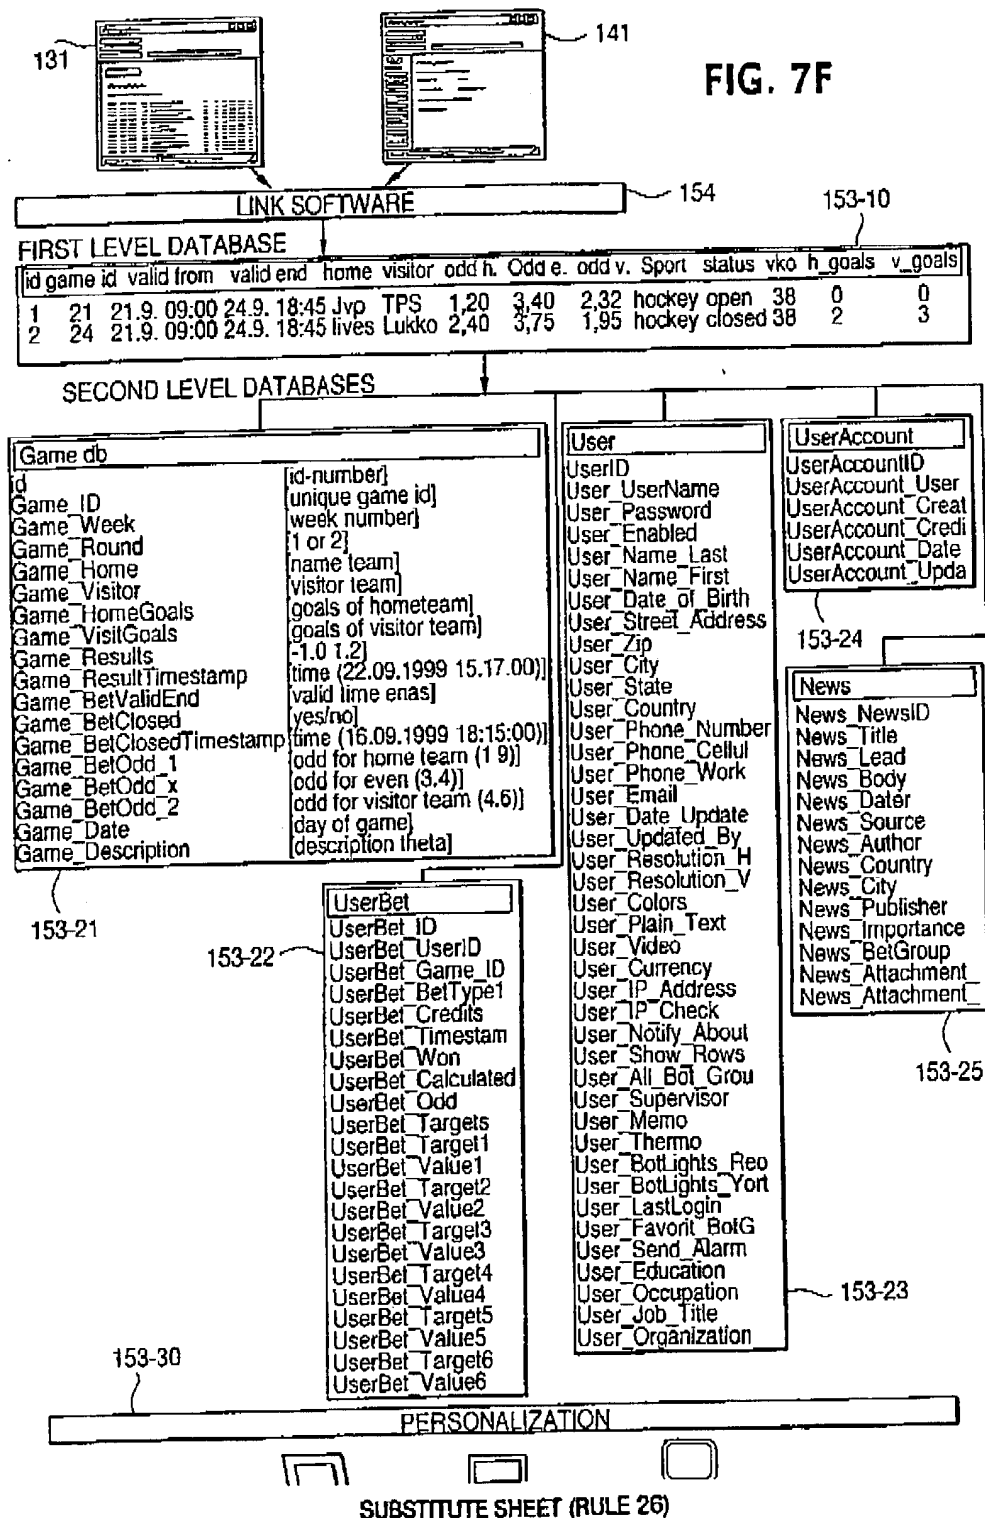 131
141
FIG. 7F
LINK SOFTWARE
154
153-10
FIRST LEVEL DATABASE
id game id valid from valid end home visitor odd h. Odd e. odd v. Sport status vko h_goals v_goals
1 21 21.9. 09:00 24.9. 18:45 Jvp TPS 1,20 3,40 2,32 hockey open 38 0 0
2 24 21.9. 09:00 24.9. 18:45 Ilves Lukko 2,40 3,75 1,95 hockey closed 38 2 3
SECOND LEVEL DATABASES
Game db
id [id-number]
Game_ID [unique game id]
Game_Week week number]
Game_Round [1 or 2]
Game_Home [name team]
Game_Visitor [visitor team]
Game_HomeGoals [goals of hometeam]
Game_VisitGoals [goals of visitor team]
Game_Results [-1.0 1.2]
Game_ResultTimestamp [time (22.09.1999 15.17.00)]
Game_BetValidEnd [valid time enas]
Game_BetClosed [yes/no]
Game_BetClosedTimestamp [time (16.09.1999 18:15:00)]
Game_BetOdd_1 [odd for home team (1 9)]
Game_BetOdd_x [odd for even (3,4)]
Game_BetOdd_2 [odd for visitor team (4.6)]
Game_Date [day of game]
Game_Description [description theta]
153-21
UserBet
UserBet_ID
UserBet_UserID
UserBet_Game_ID
UserBet_BetType1
UserBet_Credits
UserBet_Timestam
UserBet_Won
UserBet_Calculated
UserBet_Odd
UserBet_Targets
UserBet_Target1
UserBet_Value1
UserBet_Target2
UserBet_Value2
UserBet_Target3
UserBet_Value3
UserBet_Target4
UserBet_Value4
UserBet_Target5
UserBet_Value5
UserBet_Target6
UserBet_Value6
153-22
User
UserID
User_UserName
User_Password
User_Enabled
User_Name_Last
User_Name_First
User_Date_of_Birth
User_Street_Address
User_Zip
User_City
User_State
User_Country
User_Phone_Number
User_Phone_Cellul
User_Phone_Work
User_Email
User_Date_Update
User_Updated_By
User_Resolution_H
User_Resolution_V
User_Colors
User_Plain_Text
User_Video
User_Currency
User_IP_Address
User_IP_Check
User_Notify_About
User_Show_Rows
User_All_Bot_Grou
User_Supervisor
User_Memo
User_Thermo
User_BotLights_Reo
User_BotLights_Yort
User_LastLogin
User_Favorit_BotG
User_Send_Alarm
User_Education
User_Occupation
User_Job_Title
User_Organization
153-23
UserAccount
UserAccountID
UserAccount_User
UserAccount_Creat
UserAccount_Credi
UserAccount_Date
UserAccount_Upda
153-24
News
News_NewsID
News_Title
News_Lead
News_Body
News_Dater
News_Source
News_Author
News_Country
News_City
News_Publisher
News_Importance
News_BetGroup
News_Attachment_
News_Attachment_
153-25
153-30
PERSONALIZATION
SUBSTITUTE SHEET (RULE 26)